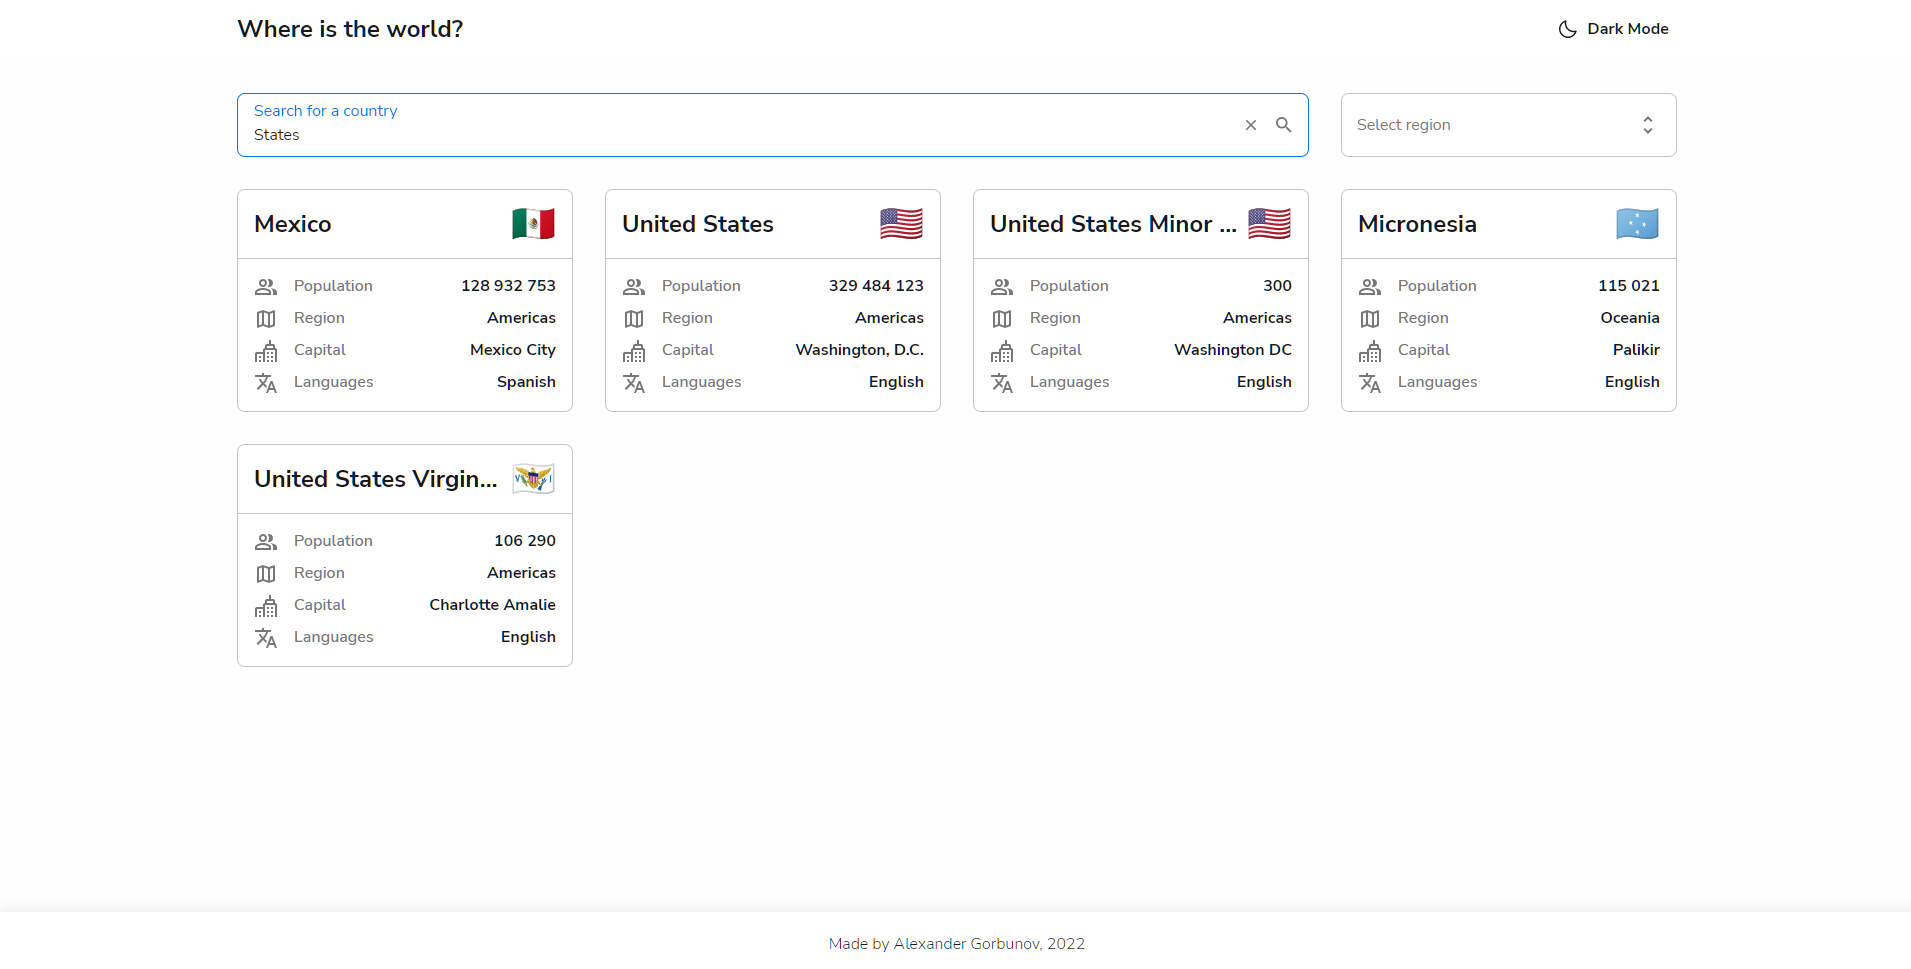 Where is the world?
Dark Mode
Search for a country
States
Select region
Mexico
Population 128 932 753
Region Americas
Capital Mexico City
Languages Spanish
United States
Population 329 484 123
Region Americas
Capital Washington, D.C.
Languages English
United States Minor ...
Population 300
Region Americas
Capital Washington DC
Languages English
Micronesia
Population 115 021
Region Oceania
Capital Palikir
Languages English
United States Virgin...
V I
Population 106 290
Region Americas
Capital Charlotte Amalie
Languages English
Made by Alexander Gorbunov, 2022